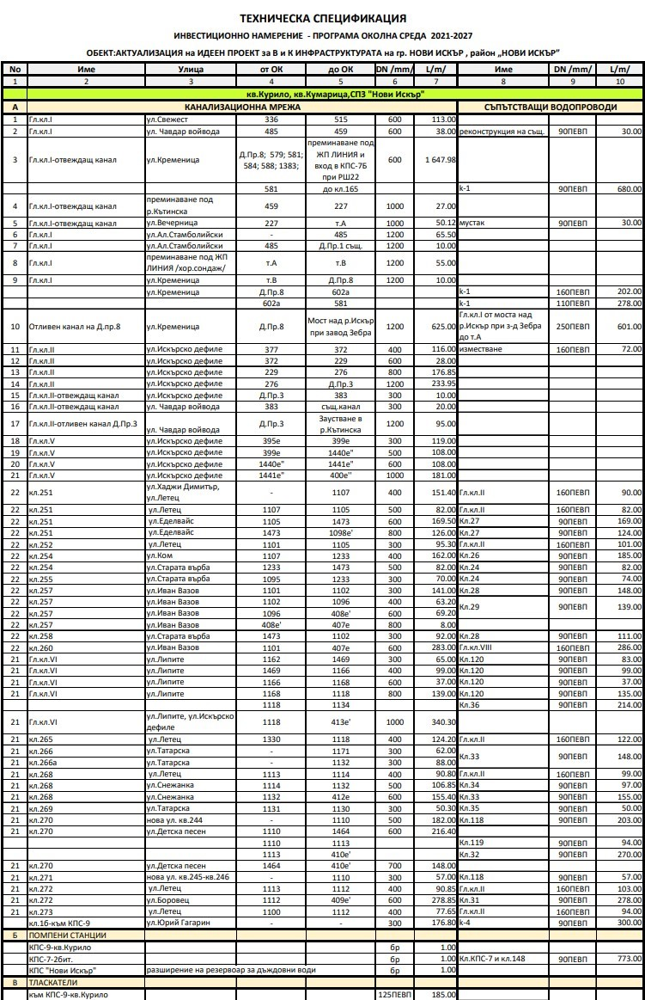 ТЕХНИЧЕСКА СПЕЦИФИКАЦИЯ
ИНВЕСТИЦИОННО НАМЕРЕНИЕ - ПРОГРАМА ОКОЛНА СРЕДА 2021-2027
ОБЕКТ:АКТУАЛИЗАЦИЯ на ИДЕЕН ПРОЕКТ за В и К ИНФРАСТРУКТУРАТА на гр. НОВИ ИСКЪР , район „НОВИ ИСКЪР"
No Име Улица от ОК до ОК DN /mm/ L/m/ Име DN /mm/ L/m/
1 2 3 4 5 6 7 8 9 10
кв.Курило, кв.Кумарица,СПЗ "Нови Искър"
А КАНАЛИЗАЦИОННА МРЕЖА СЪПЪТСТВАЩИ ВОДОПРОВОДИ
1 Гл.кл.I ул.Свежест 336 515 600 113.00
2 Гл.кл.I ул. Чавдар войвода 485 459 600 38.00 реконструкция на същ. 90ПЕВП 30.00
3 Гл.кл.I-отвеждащ канал ул.Кременица Д.Пр.8; 579; 581; 584; 588; 1383; преминаване под ЖП ЛИНИЯ и вход в КПС-7Б при РШ22 600 1 647.98
581 до кл.165 k-1 90ПЕВП 680.00
4 Гл.кл.I-отвеждащ канал преминаване под р.Кътинска 459 227 1000 27.00
5 Гл.кл.I-отвеждащ канал ул.Вечерница 227 т.А 1000 50.12 мустак 90ПЕВП 30.00
6 Гл.кл.I ул.Ал.Стамболийски - 485 1200 65.50
7 Гл.кл.I ул.Ал.Стамболийски 485 Д.Пр.1 същ. 1200 10.00
8 Гл.кл.I преминаване под ЖП ЛИНИЯ /хор.сондаж/ т.А т.В 1200 55.00
9 Гл.кл.I ул.Кременица т.В Д.Пр.8 1200 10.00
ул.Кременица Д.Пр.8 602а k-1 160ПЕВП 202.00
602а 581 k-1 110ПЕВП 278.00
10 Отливен канал на Д.пр.8 ул.Кременица Д.Пр.8 Мост над р.Искър при завод Зебра 1200 625.00 Гл.кл.I от моста над р.Искър при з-д Зебра до т.А 250ПЕВП 601.00
11 Гл.кл.II ул.Искърско дефиле 377 372 400 116.00 изместване 160ПЕВП 72.00
12 Гл.кл.II ул.Искърско дефиле 372 229 600 28.00
13 Гл.кл.II ул.Искърско дефиле 229 276 800 176.85
14 Гл.кл.II ул.Искърско дефиле 276 Д.Пр.3 1200 233.95
15 Гл.кл.II-отвеждащ канал ул.Искърско дефиле Д.Пр.3 383 300 10.00
16 Гл.кл.II-отвеждащ канал ул. Чавдар войвода 383 същ.канал 300 20.00
17 Гл.кл.II-отливен канал Д.Пр.3 ул. Чавдар войвода Д.Пр.3 Заустване в р.Кътинска 1200 95.00
18 Гл.кл.V ул.Искърско дефиле 395е 399е 300 119.00
19 Гл.кл.V ул.Искърско дефиле 399е 1440е" 500 108.00
20 Гл.кл.V ул.Искърско дефиле 1440е" 1441е" 600 108.00
21 Гл.кл.V ул.Искърско дефиле 1441е" 400е" 1000 181.00
22 кл.251 ул.Хаджи Димитър, ул.Летец - 1107 400 151.40 Гл.кл.II 160ПЕВП 90.00
22 кл.251 ул.Летец 1107 1105 500 82.00 Гл.кл.II 160ПЕВП 82.00
22 кл.251 ул.Еделвайс 1105 1473 600 169.50 Кл.27 90ПЕВП 169.00
22 кл.251 ул.Еделвайс 1473 1098е' 800 126.00 Кл.27 90ПЕВП 124.00
22 кл.252 ул.Летец 1101 1105 300 95.30 Гл.кл.II 160ПЕВП 101.00
22 кл.254 ул.Ком 1107 1233 400 162.00 Кл.26 90ПЕВП 185.00
22 кл.254 ул.Старата върба 1233 1473 500 82.00 Кл.24 90ПЕВП 82.00
22 кл.255 ул.Старата върба 1095 1233 300 70.00 Кл.24 90ПЕВП 74.00
22 кл.257 ул.Иван Вазов 1101 1102 300 141.00 Кл.28 90ПЕВП 148.00
22 кл.257 ул.Иван Вазов 1102 1096 400 63.20 Кл.29 90ПЕВП 139.00
22 кл.257 ул.Иван Вазов 1096 408е' 600 69.20
22 кл.257 ул.Иван Вазов 408е' 407е 800 8.00
22 кл.258 ул.Старата върба 1473 1102 300 92.00 Кл.28 90ПЕВП 111.00
22 кл.260 ул.Иван Вазов 1101 407е 600 283.00 Гл.кл.VIII 160ПЕВП 286.00
21 Гл.кл.VI ул.Липите 1162 1469 300 65.00 Кл.120 90ПЕВП 83.00
21 Гл.кл.VI ул.Липите 1469 1166 400 99.00 Кл.120 90ПЕВП 99.00
21 Гл.кл.VI ул.Липите 1166 1168 600 37.00 Кл.120 90ПЕВП 37.00
21 Гл.кл.VI ул.Липите 1168 1118 800 139.00 Кл.120 90ПЕВП 135.00
1118 1134 Кл.36 90ПЕВП 214.00
21 Гл.кл.VI ул.Липите, ул.Искърско дефиле 1118 413е' 1000 340.30
21 кл.265 ул.Летец 1330 1118 400 124.20 Гл.кл.II 160ПЕВП 122.00
21 кл.266 ул.Татарска - 1171 300 62.00 Кл.33 90ПЕВП 148.00
21 кл.266а ул.Татарска - 1132 300 88.00
21 кл.268 ул.Летец 1113 1114 400 90.80 Гл.кл.II 160ПЕВП 99.00
21 кл.268 ул.Снежанка 1114 1132 500 106.85 Кл.34 90ПЕВП 97.00
21 кл.268 ул.Снежанка 1132 412е 600 155.40 Кл.33 90ПЕВП 155.00
21 кл.269 ул.Татарска 1131 1130 300 50.30 Кл.35 90ПЕВП 50.00
21 кл.270 нова ул. кв.244 - 1110 500 182.00 Кл.118 90ПЕВП 203.00
21 кл.270 ул.Детска песен 1110 1464 600 216.40
1110 1113 Кл.119 90ПЕВП 94.00
1113 410е' Кл.32 90ПЕВП 270.00
21 кл.270 ул.Детска песен 1464 410е' 700 148.00
21 кл.271 нова ул. кв.245-кв.246 - 1110 300 57.00 Кл.118 90ПЕВП 57.00
21 кл.272 ул.Летец 1113 1112 400 90.85 Гл.кл.II 160ПЕВП 103.00
21 кл.272 ул.Боровец 1112 409е' 600 278.85 Кл.31 90ПЕВП 278.00
21 кл.273 ул.Летец 1100 1112 400 77.65 Гл.кл.II 160ПЕВП 94.00
кл.1б-към КПС-9 ул.Юрий Гагарин - - 300 176.80 k-4 90ПЕВП 300.00
Б ПОМПЕНИ СТАНЦИИ
КПС-9-кв.Курило бр 1.00
КПС-7-2бит. бр 1.00 Кл.КПС-7 и кл.148 90ПЕВП 773.00
КПС "Нови Искър" разширение на резервоар за дъждовни води бр 1.00
В ТЛАСКАТЕЛИ
към КПС-9-кв.Курило 125ПЕВП 185.00